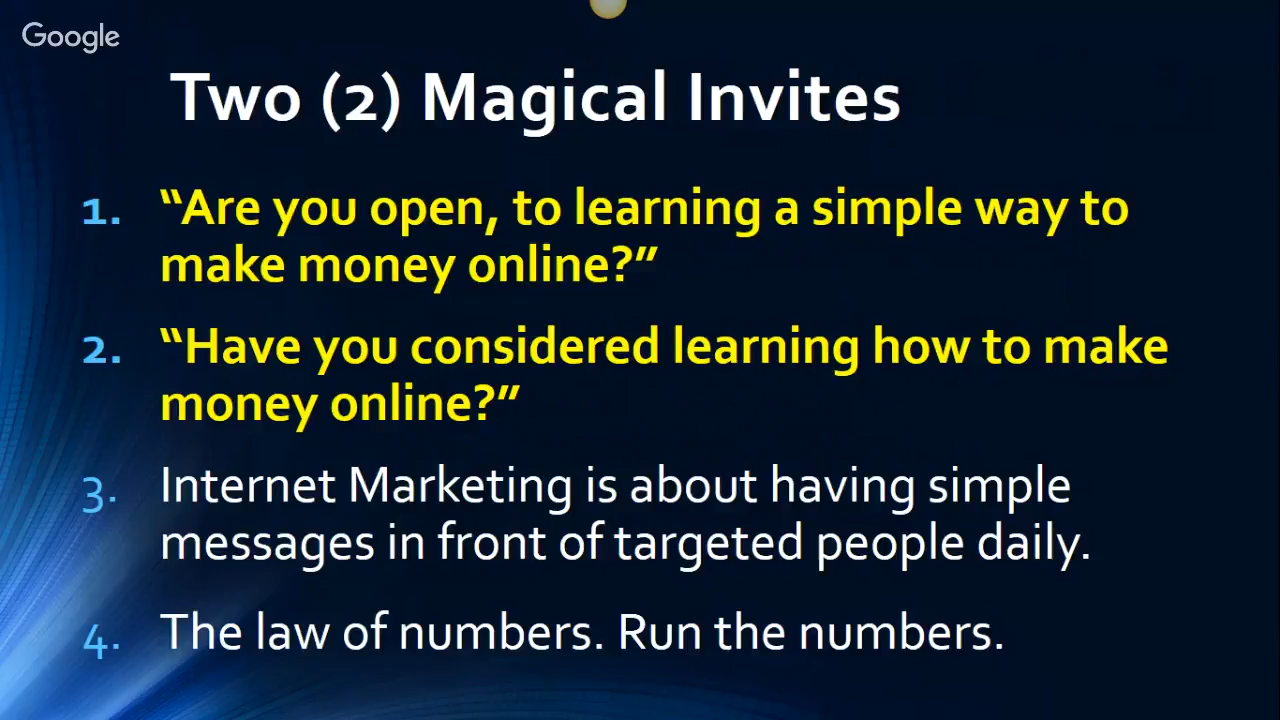 Google
Two (2) Magical Invites
1. “Are you open, to learning a simple way to
make money online?”
2. “Have you considered learning how to make
money online?”
3. Internet Marketing is about having simple
messages in front of targeted people daily.
4. The law of numbers. Run the numbers.